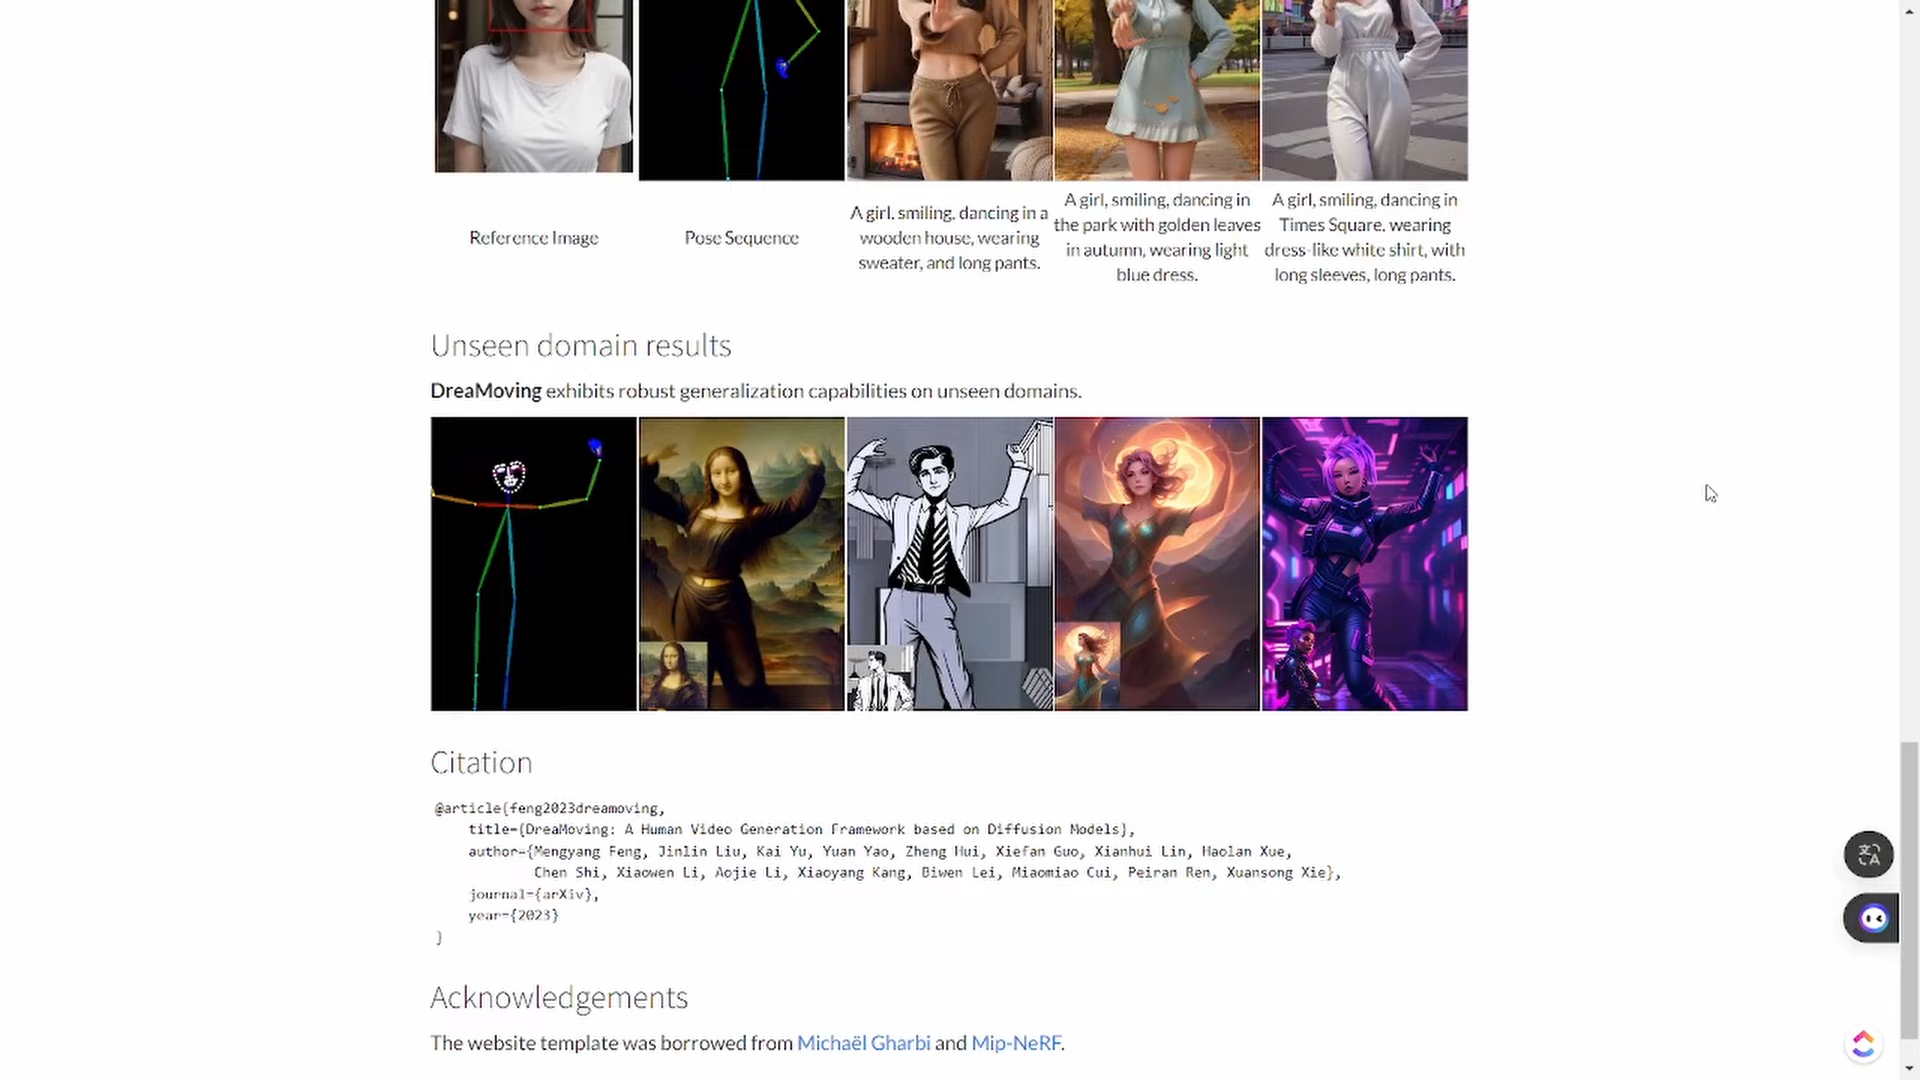 Reference Image
Pose Sequence
A girl, smiling, dancing in a
wooden house, wearing
sweater, and long pants.
A girl, smiling, dancing in
the park with golden leaves
in autumn, wearing light
blue dress.
A girl, smiling, dancing in
Times Square, wearing
dress-like white shirt, with
long sleeves, long pants.
Unseen domain results
DreaMoving exhibits robust generalization capabilities on unseen domains.
Citation
@article{feng2023dreamoving,
title={DreaMoving: A Human Video Generation Framework based on Diffusion Models},
author={Mengyang Feng, Jinlin Liu, Kai Yu, Yuan Yao, Zheng Hui, Xiefan Guo, Xianhui Lin, Haolan Xue,
Chen Shi, Xiaowen Li, Aojie Li, Xiaoyang Kang, Biwen Lei, Miaomiao Cui, Peiran Ren, Xuansong Xie},
journal={arXiv},
year={2023}
}
Acknowledgements
The website template was borrowed from Michaël Gharbi and Mip-NeRF.